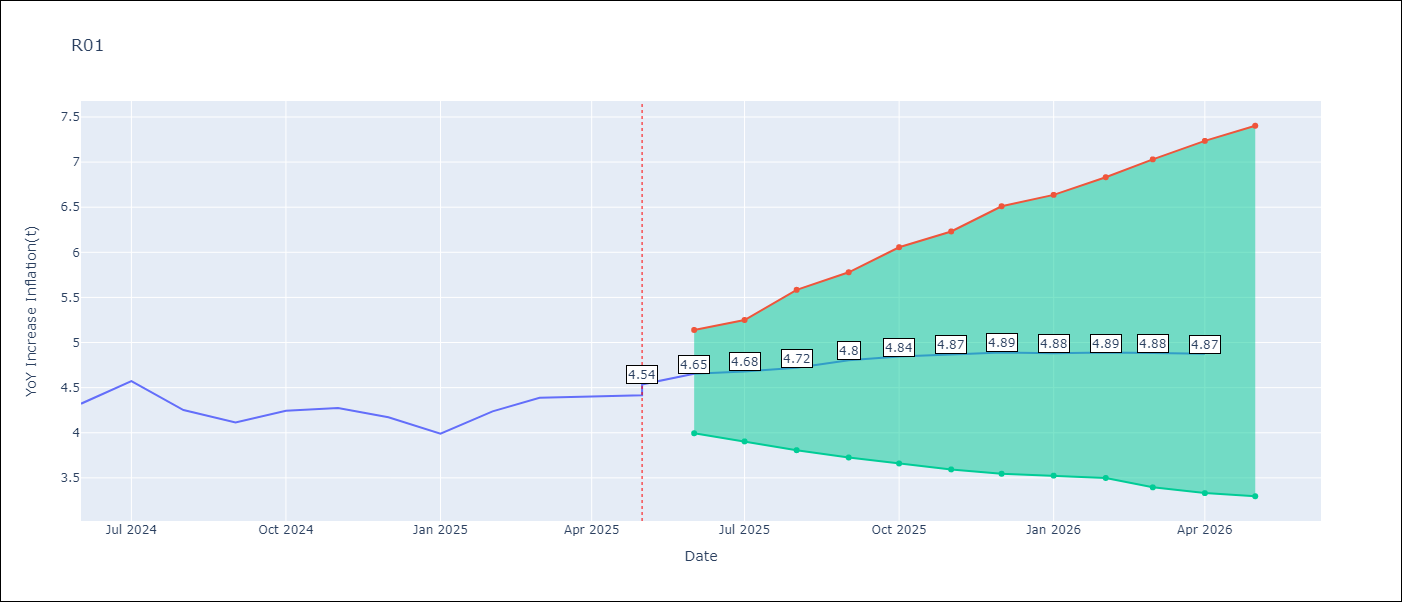 R01
YoY Increase Inflation(t)
7.5
7
6.5
6
5.5
5
4.5
4
3.5
4.54
4.65
4.68
4.72
4.8
4.84
4.87
4.89
4.88
4.89
4.88
4.87
Jul 2024
Oct 2024
Jan 2025
Apr 2025
Jul 2025
Oct 2025
Jan 2026
Apr 2026
Date